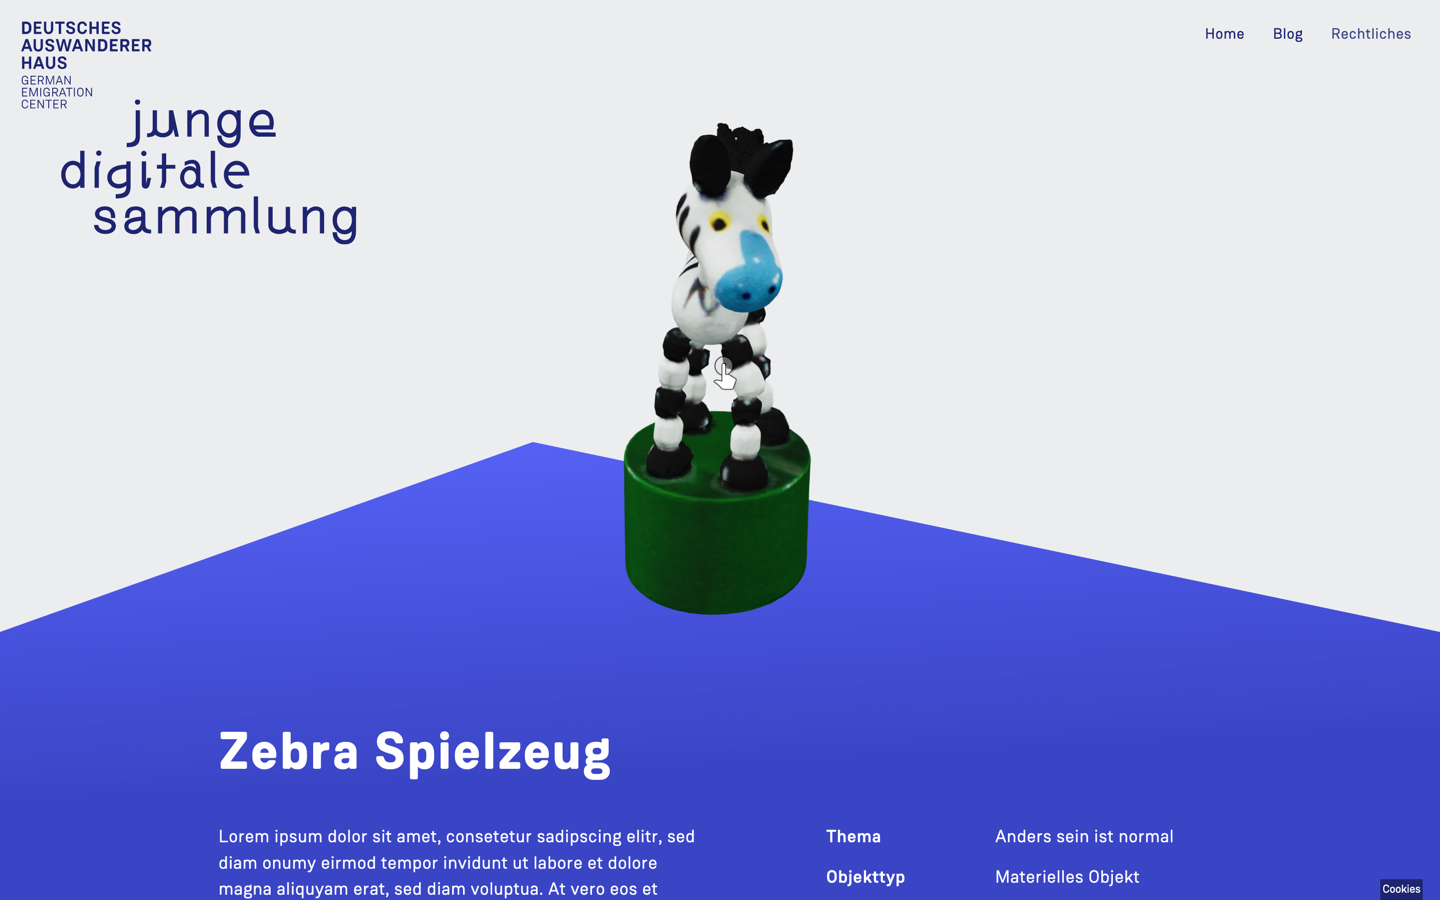 DEUTSCHES
AUSWANDERER
HAUS
GERMAN
EMIGRATION
CENTER
junge
digitale
sammlung
Home Blog Rechtliches
Zebra Spielzeug
Lorem ipsum dolor sit amet, consetetur sadipscing elitr, sed
diam onumy eirmod tempor invidunt ut labore et dolore
magna aliquyam erat, sed diam voluptua. At vero eos et
Thema Anders sein ist normal
Objekttyp Materielles Objekt
Cookies